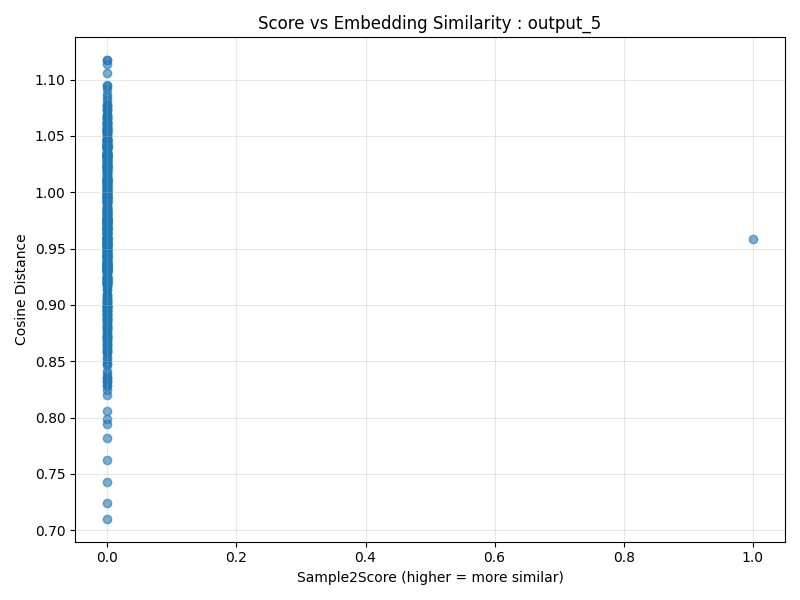 Score vs Embedding Similarity : output_5
Cosine Distance
1.10
1.05
1.00
0.95
0.90
0.85
0.80
0.75
0.70
0.0 0.2 0.4 0.6 0.8 1.0
Sample2Score (higher = more similar)